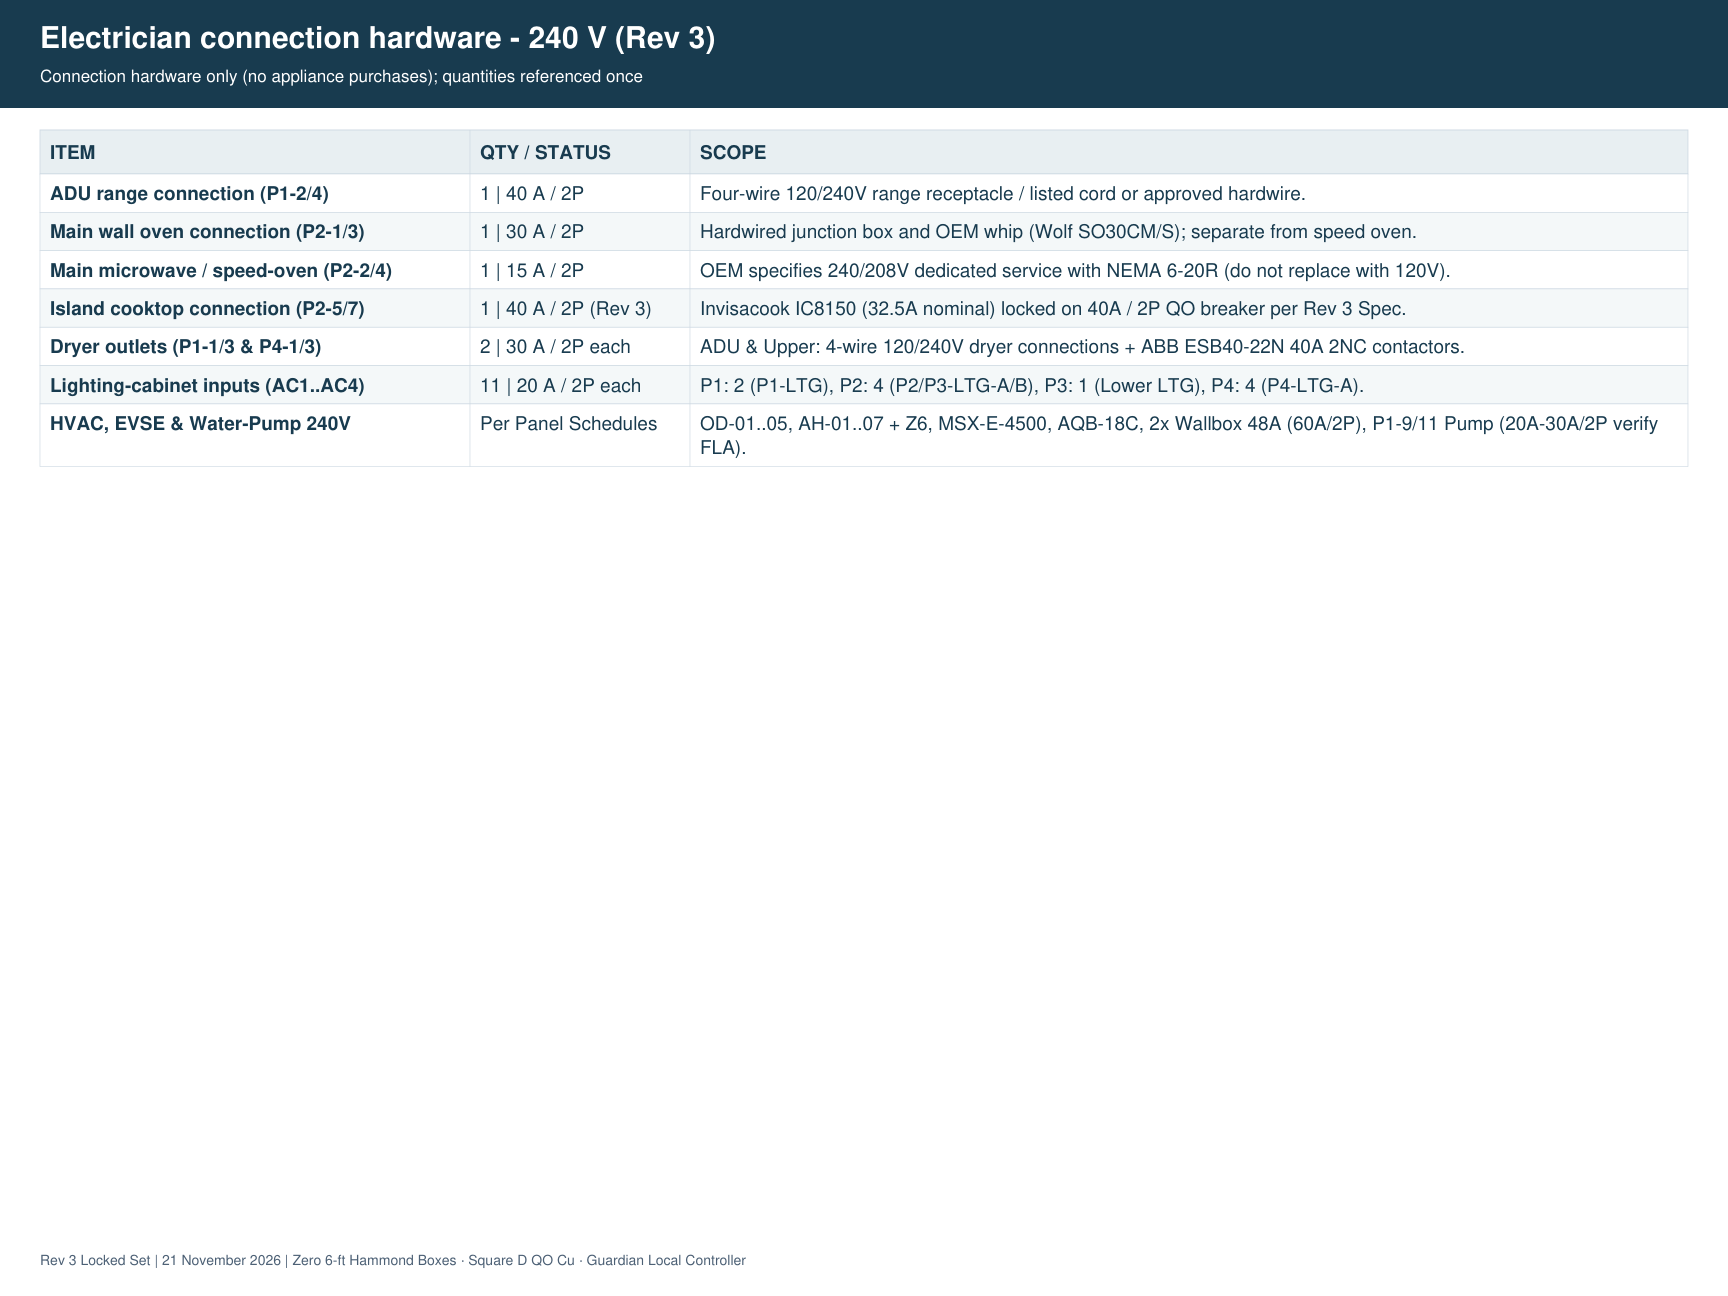 Electrician connection hardware - 240 V (Rev 3)
Connection hardware only (no appliance purchases); quantities referenced once
ITEM QTY / STATUS SCOPE
ADU range connection (P1-2/4) 1 | 40 A / 2P Four-wire 120/240V range receptacle / listed cord or approved hardwire.
Main wall oven connection (P2-1/3) 1 | 30 A / 2P Hardwired junction box and OEM whip (Wolf SO30CM/S); separate from speed oven.
Main microwave / speed-oven (P2-2/4) 1 | 15 A / 2P OEM specifies 240/208V dedicated service with NEMA 6-20R (do not replace with 120V).
Island cooktop connection (P2-5/7) 1 | 40 A / 2P (Rev 3) Invisacook IC8150 (32.5A nominal) locked on 40A / 2P QO breaker per Rev 3 Spec.
Dryer outlets (P1-1/3 & P4-1/3) 2 | 30 A / 2P each ADU & Upper: 4-wire 120/240V dryer connections + ABB ESB40-22N 40A 2NC contactors.
Lighting-cabinet inputs (AC1..AC4) 11 | 20 A / 2P each P1: 2 (P1-LTG), P2: 4 (P2/P3-LTG-A/B), P3: 1 (Lower LTG), P4: 4 (P4-LTG-A).
HVAC, EVSE & Water-Pump 240V Per Panel Schedules OD-01..05, AH-01..07 + Z6, MSX-E-4500, AQB-18C, 2x Wallbox 48A (60A/2P), P1-9/11 Pump (20A-30A/2P verify
FLA).
Rev 3 Locked Set | 21 November 2026 | Zero 6-ft Hammond Boxes · Square D QO Cu · Guardian Local Controller